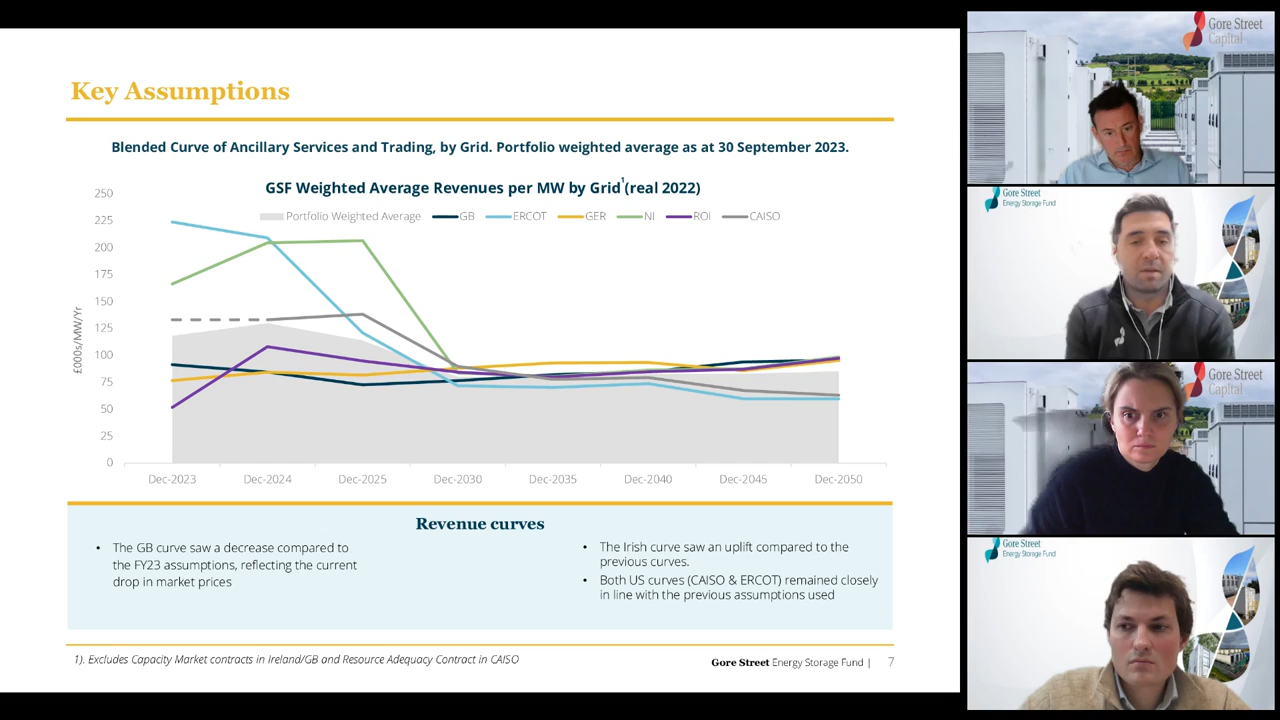 Key Assumptions
Blended Curve of Ancillary Services and Trading, by Grid. Portfolio weighted average as at 30 September 2023.
GSF Weighted Average Revenues per MW by Grid¹(real 2022)
Portfolio Weighted Average GB ERCOT GER NI ROI CAISO
£000s/MW/Yr
250
225
200
175
150
125
100
75
50
25
0
Dec-2023 Dec-2024 Dec-2025 Dec-2030 Dec-2035 Dec-2040 Dec-2045 Dec-2050
Revenue curves
• The GB curve saw a decrease compared to
the FY23 assumptions, reflecting the current
drop in market prices
• The Irish curve saw an uplift compared to the
previous curves.
• Both US curves (CAISO & ERCOT) remained closely
in line with the previous assumptions used
1). Excludes Capacity Market contracts in Ireland/GB and Resource Adequacy Contract in CAISO
Gore Street Energy Storage Fund | 7
Gore Street
Capital
Gore Street
Energy Storage Fund
Gore Street
Capital
Gore Street
Energy Storage Fund